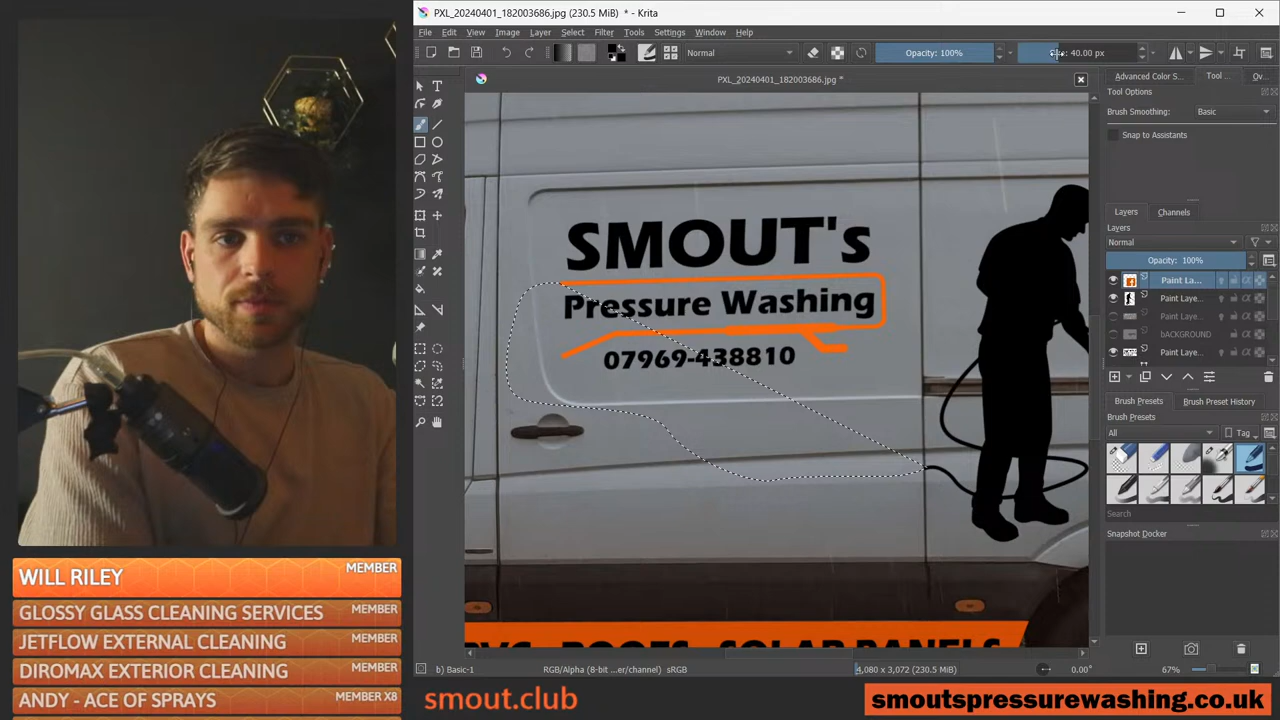 PXL_20240401_182003686.jpg (230.5 MiB) * - Krita
File Edit View Image Layer Select Filter Tools Settings Window Help
Normal
Opacity: 100%
40.00 px
PXL_20240401_182003686.jpg *
Advanced Color S...
Tool ...
Ov...
Tool Options
Brush Smoothing:
Basic
Snap to Assistants
Layers
Channels
Layers
Normal
Opacity: 100%
Paint La...
Paint Laye...
Paint Laye...
bACKGROUND
Paint Laye...
Brush Presets
Brush Preset History
Brush Presets
All
Tag
Search
Snapshot Docker
SMOUT's
Pressure Washing
07969-438810
ROOFS SOLAR PANELS
b) Basic-1
RGB/Alpha (8-bit ...er/channel) sRGB
4,080 x 3,072 (230.5 MiB)
0.00°
67%
WILL RILEY MEMBER
GLOSSY GLASS CLEANING SERVICES MEMBER
JETFLOW EXTERNAL CLEANING MEMBER
DIROMAX EXTERIOR CLEANING MEMBER
ANDY - ACE OF SPRAYS MEMBER X8
smout.club
smoutspressurewashing.co.uk